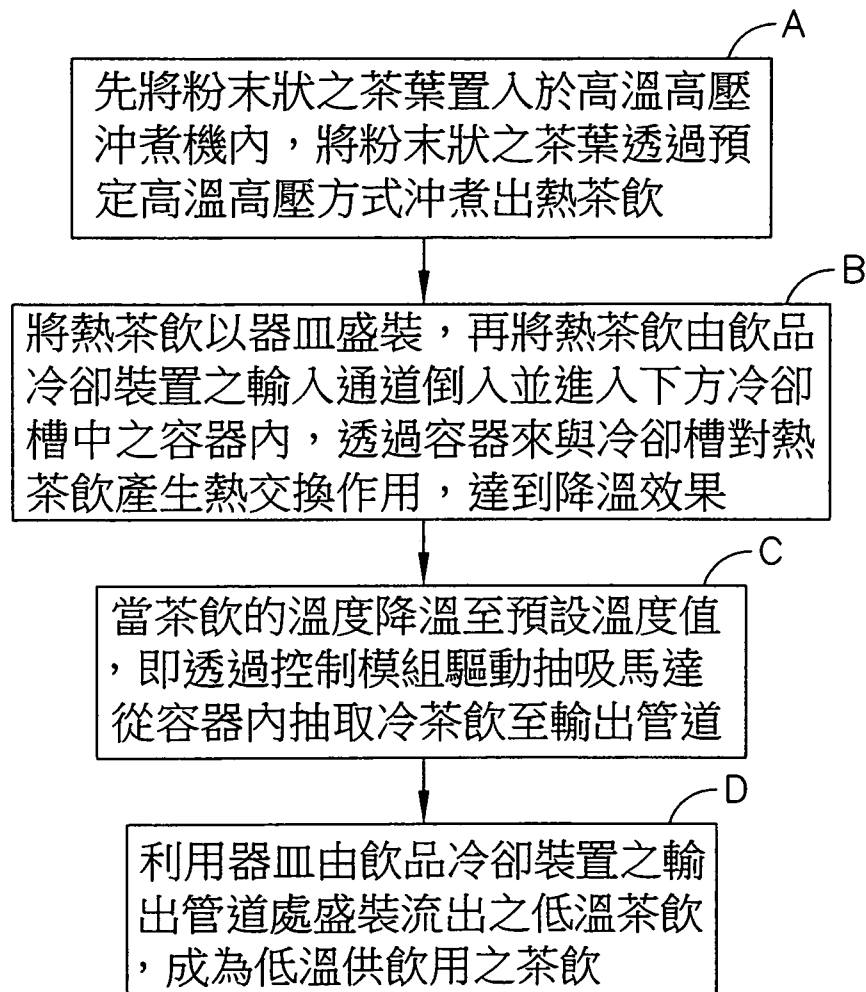 A
先將粉末狀之茶葉置入於高溫高壓
沖煮機內，將粉末狀之茶葉透過預
定高溫高壓方式沖煮出熱茶飲
B
將熱茶飲以器皿盛裝，再將熱茶飲由飲品
冷卻裝置之輸入通道倒入並進入下方冷卻
槽中之容器內，透過容器來與冷卻槽對熱
茶飲產生熱交換作用，達到降溫效果
C
當茶飲的溫度降溫至預設溫度值
，即透過控制模組驅動抽吸馬達
從容器內抽取冷茶飲至輸出管道
D
利用器皿由飲品冷卻裝置之輸
出管道處盛裝流出之低溫茶飲
，成為低溫供飲用之茶飲